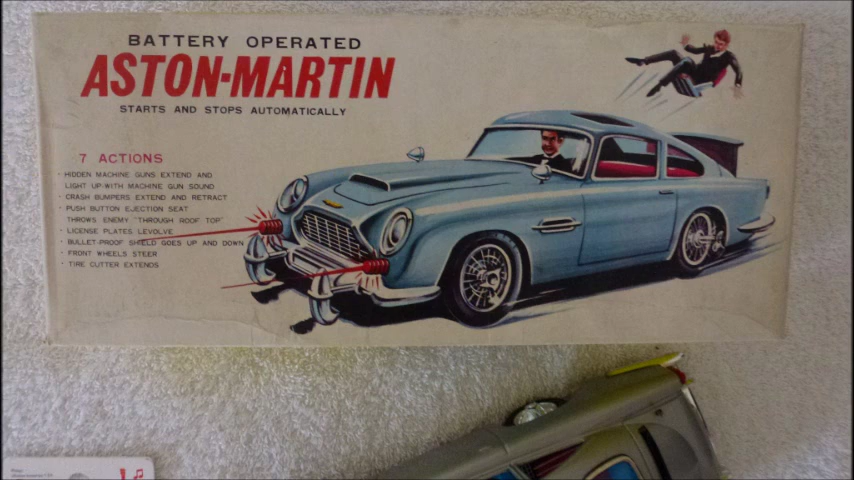 BATTERY OPERATED
ASTON-MARTIN
STARTS AND STOPS AUTOMATICALLY
7 ACTIONS
· HIDDEN MACHINE GUNS EXTEND AND
LIGHT UP WITH MACHINE GUN SOUND
· CRASH BUMPERS EXTEND AND RETRACT
· PUSH BUTTON EJECTION SEAT
THROWS ENEMY "THROUGH ROOF TOP"
· LICENSE PLATES LEVOLVE
· BULLET-PROOF SHIELD GOES UP AND DOWN
· FRONT WHEELS STEER
· TIRE CUTTER EXTENDS